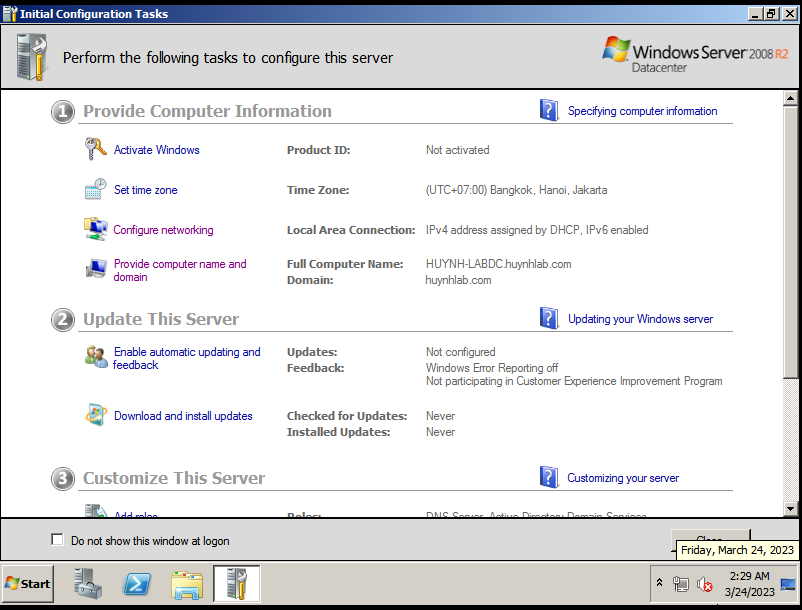 Initial Configuration Tasks
Perform the following tasks to configure this server
Windows Server 2008 R2
Datacenter
1 Provide Computer Information
Specifying computer information
Activate Windows Product ID: Not activated
Set time zone Time Zone: (UTC+07:00) Bangkok, Hanoi, Jakarta
Configure networking Local Area Connection: IPv4 address assigned by DHCP, IPv6 enabled
Provide computer name and domain
Full Computer Name: HUYNH-LABDC.huynhlab.com
Domain: huynhlab.com
2 Update This Server
Updating your Windows server
Enable automatic updating and feedback
Updates: Not configured
Feedback: Windows Error Reporting off
Not participating in Customer Experience Improvement Program
Download and install updates
Checked for Updates: Never
Installed Updates: Never
3 Customize This Server
Customizing your server
Add roles Roles: DNS Server, Active Directory Domain Services
Do not show this window at logon
Close
Friday, March 24, 2023
Start
2:29 AM
3/24/2023